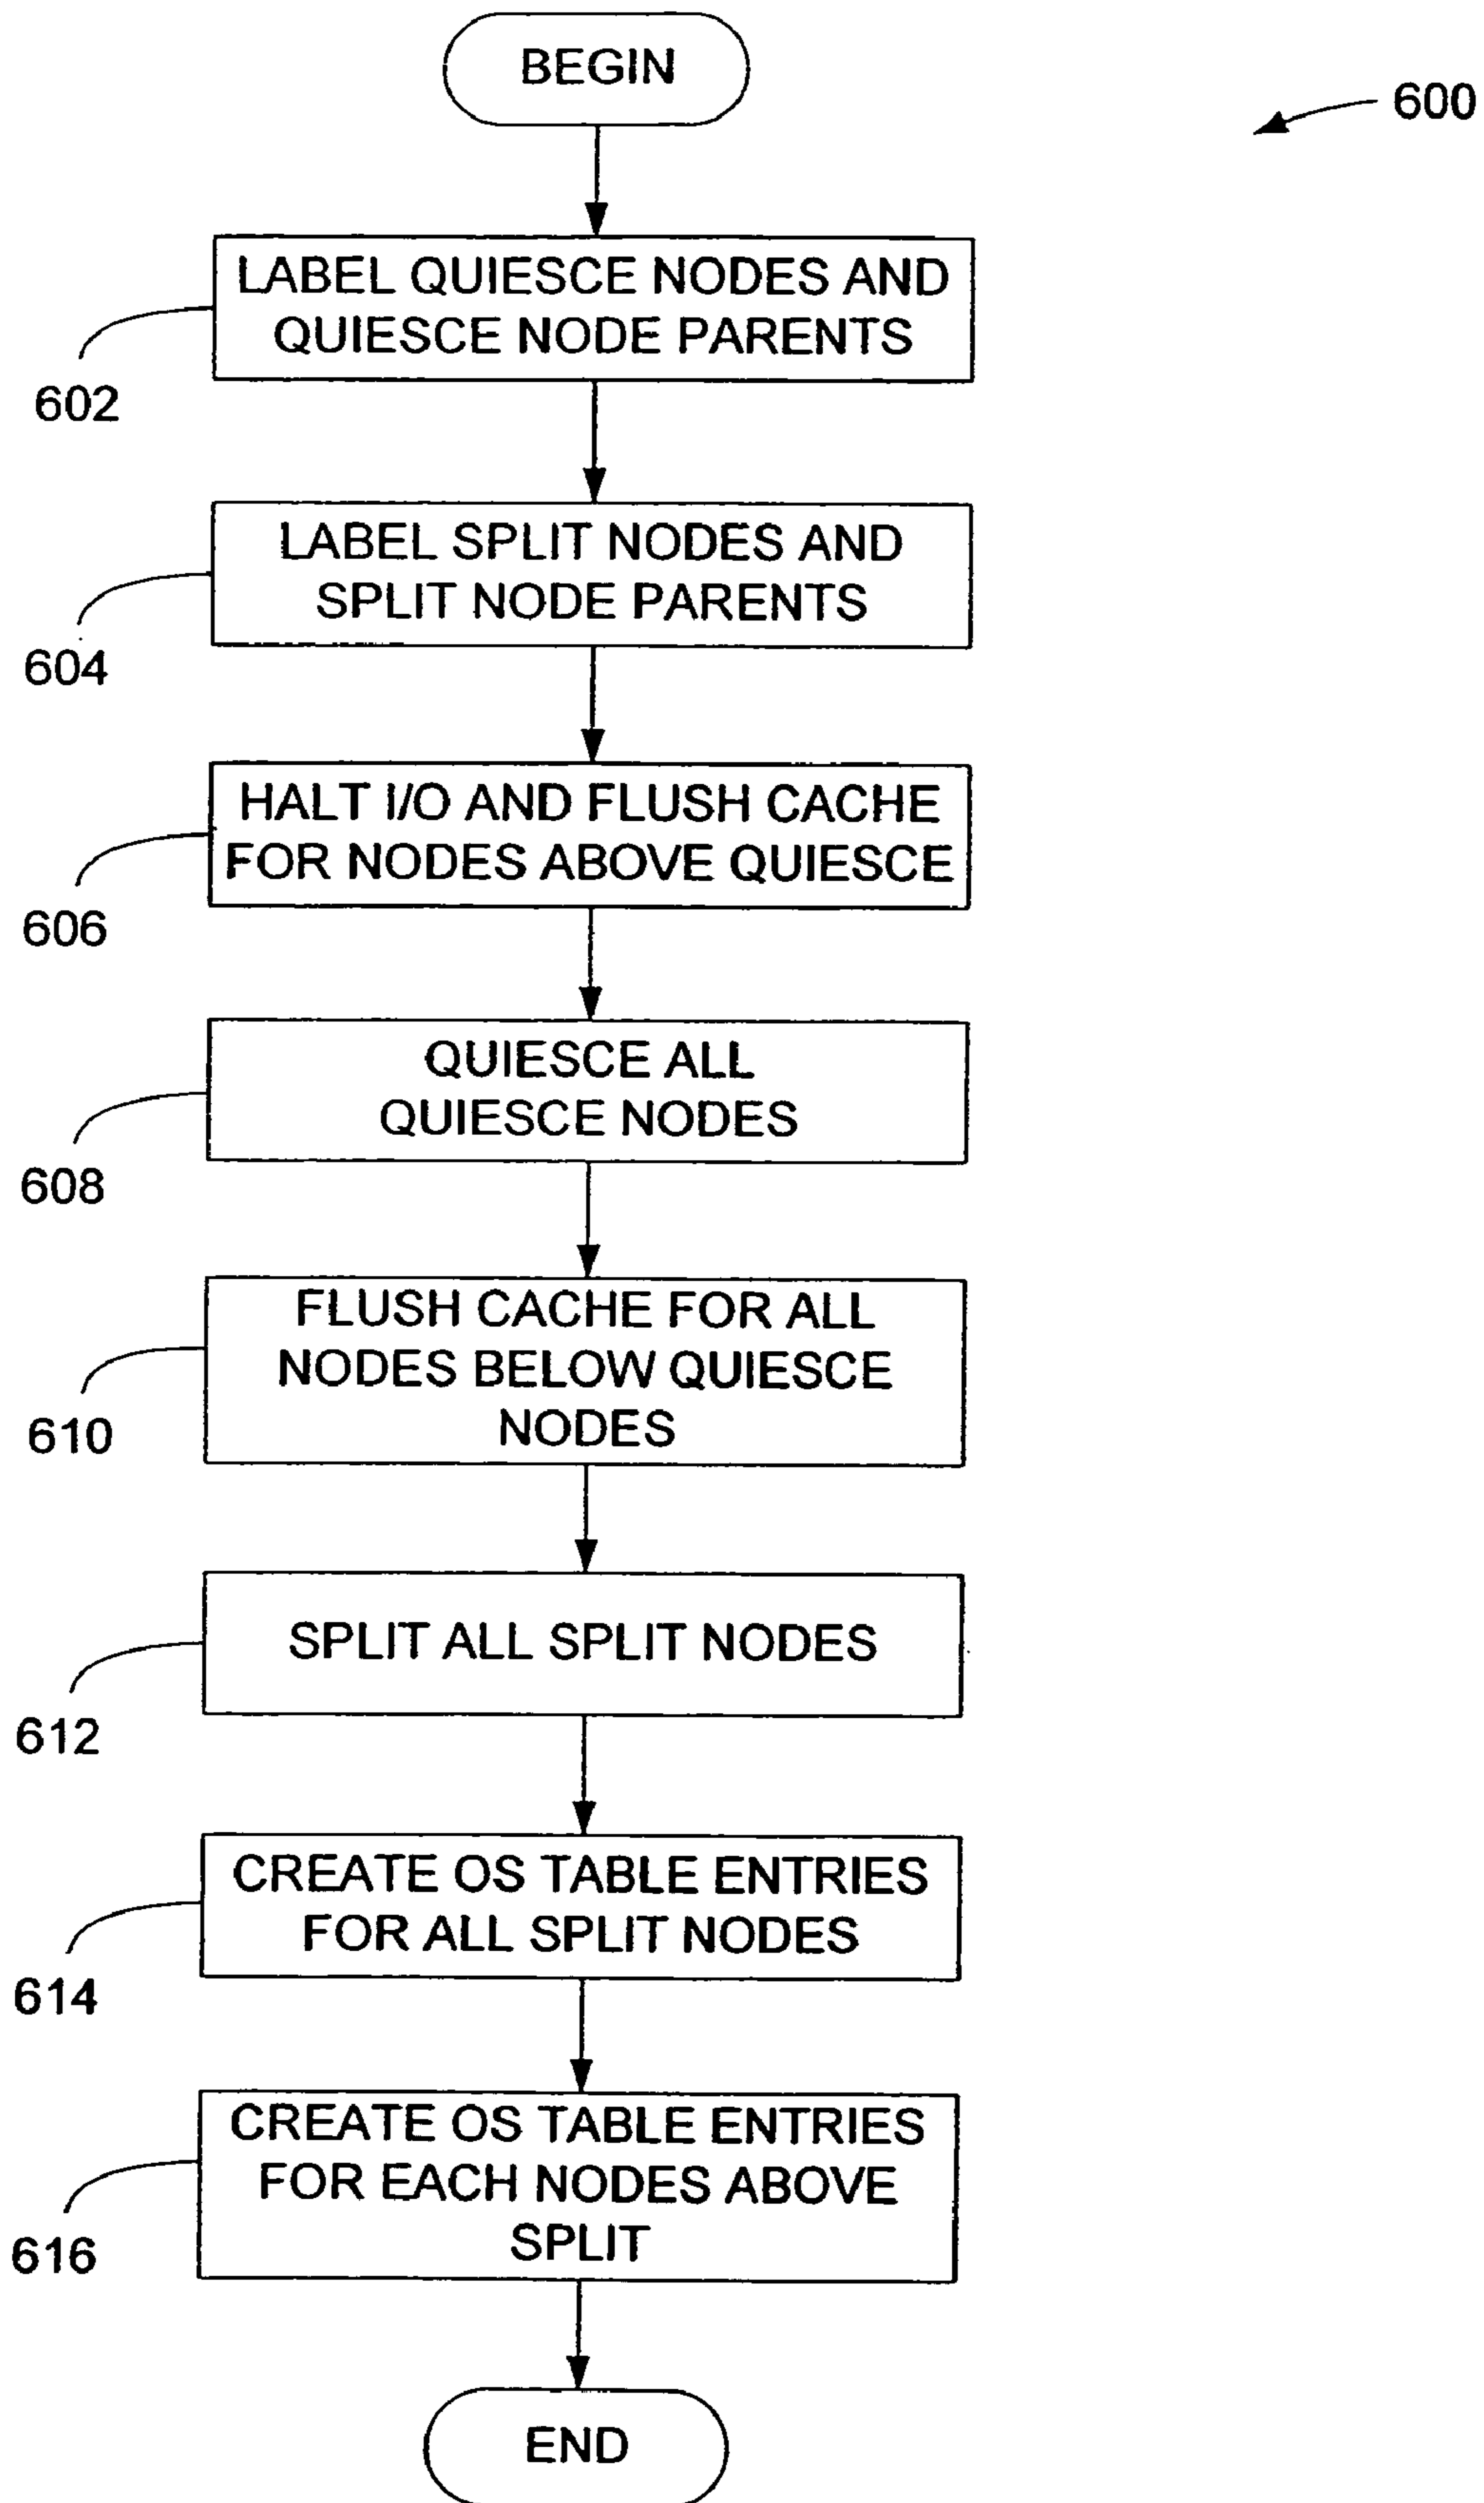 BEGIN
600
LABEL QUIESCE NODES AND
QUIESCE NODE PARENTS
602
LABEL SPLIT NODES AND
SPLIT NODE PARENTS
604
HALT I/O AND FLUSH CACHE
FOR NODES ABOVE QUIESCE
606
QUIESCE ALL
QUIESCE NODES
608
FLUSH CACHE FOR ALL
NODES BELOW QUIESCE
NODES
610
SPLIT ALL SPLIT NODES
612
CREATE OS TABLE ENTRIES
FOR ALL SPLIT NODES
614
CREATE OS TABLE ENTRIES
FOR EACH NODES ABOVE
SPLIT
616
END